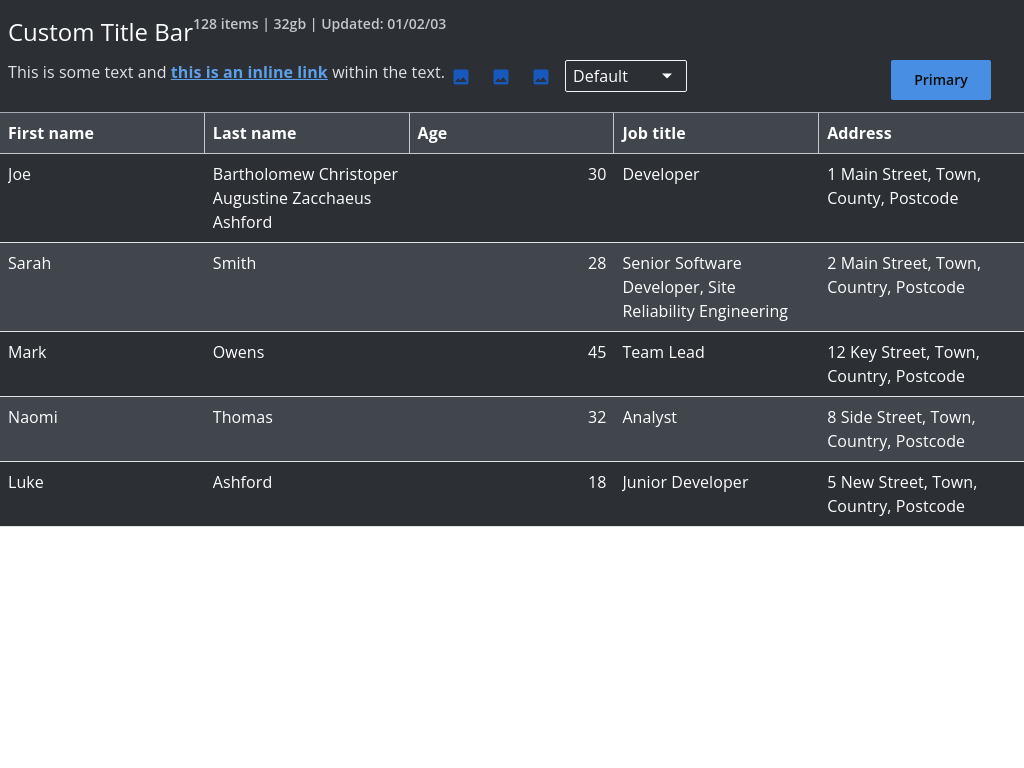 Custom Title Bar 128 items | 32gb | Updated: 01/02/03
This is some text and this is an inline link within the text. Default Primary
First name Last name Age Job title Address
Joe Bartholomew Christoper 30 Developer 1 Main Street, Town,
Augustine Zacchaeus County, Postcode
Ashford
Sarah Smith 28 Senior Software 2 Main Street, Town,
Developer, Site Country, Postcode
Reliability Engineering
Mark Owens 45 Team Lead 12 Key Street, Town,
Country, Postcode
Naomi Thomas 32 Analyst 8 Side Street, Town,
Country, Postcode
Luke Ashford 18 Junior Developer 5 New Street, Town,
Country, Postcode